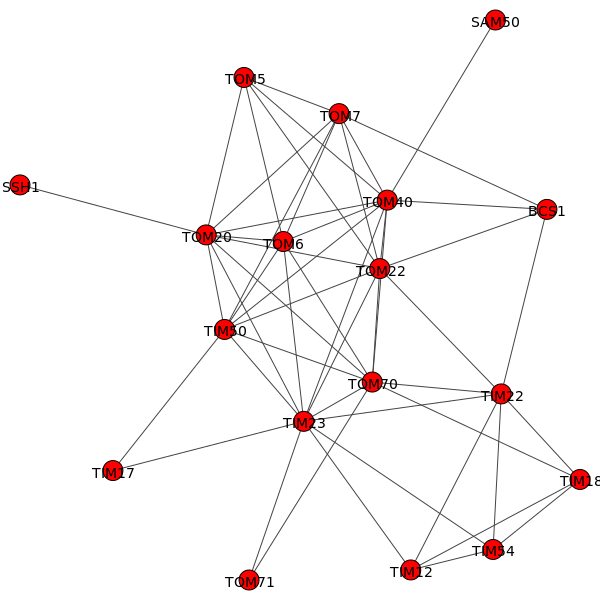 SAM50
TOM5
TOM7
SSH1
TOM40
BCS1
TOM20
TOM6
TOM22
TIM50
TOM70
TIM22
TIM23
TIM17
TIM18
TIM54
TIM12
TOM71